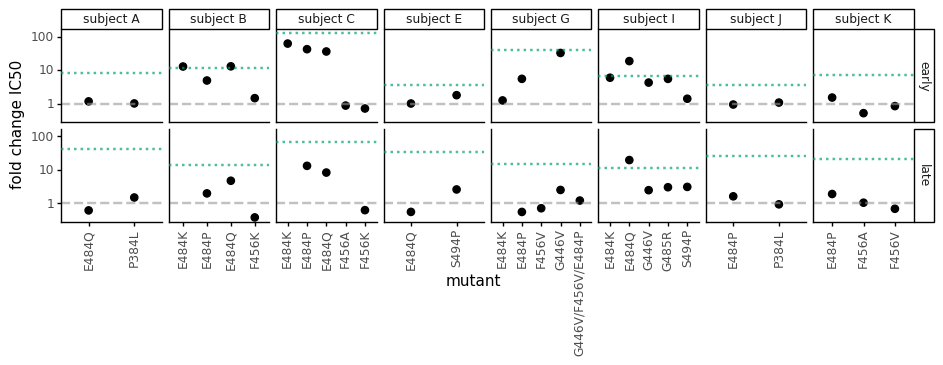 subject A
subject B
subject C
subject E
subject G
subject I
subject J
subject K
fold change IC50
100
10
1
early
100
10
1
late
E484Q
P384L
E484K
E484P
E484Q
F456K
E484K
E484P
E484Q
F456A
F456K
E484Q
S494P
E484K
E484P
F456V
G446V
G446V/F456V/E484P
E484K
E484Q
G446V
G485R
S494P
E484P
P384L
E484P
F456A
F456V
mutant